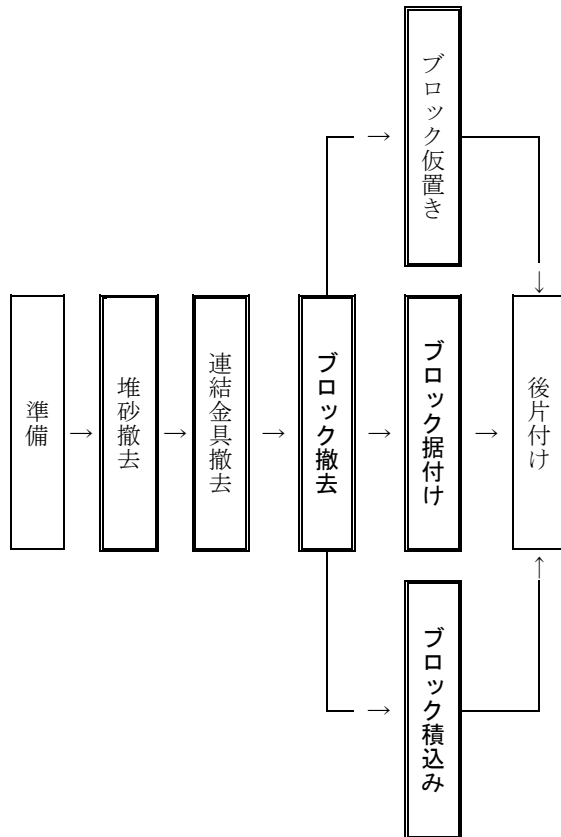 準備
→
堆砂撤去
→
連結金具撤去
→
ブロック撤去
→
ブロック仮置き
↓
→
ブロック据付け
→
→
ブロック積込み
↑
後片付け